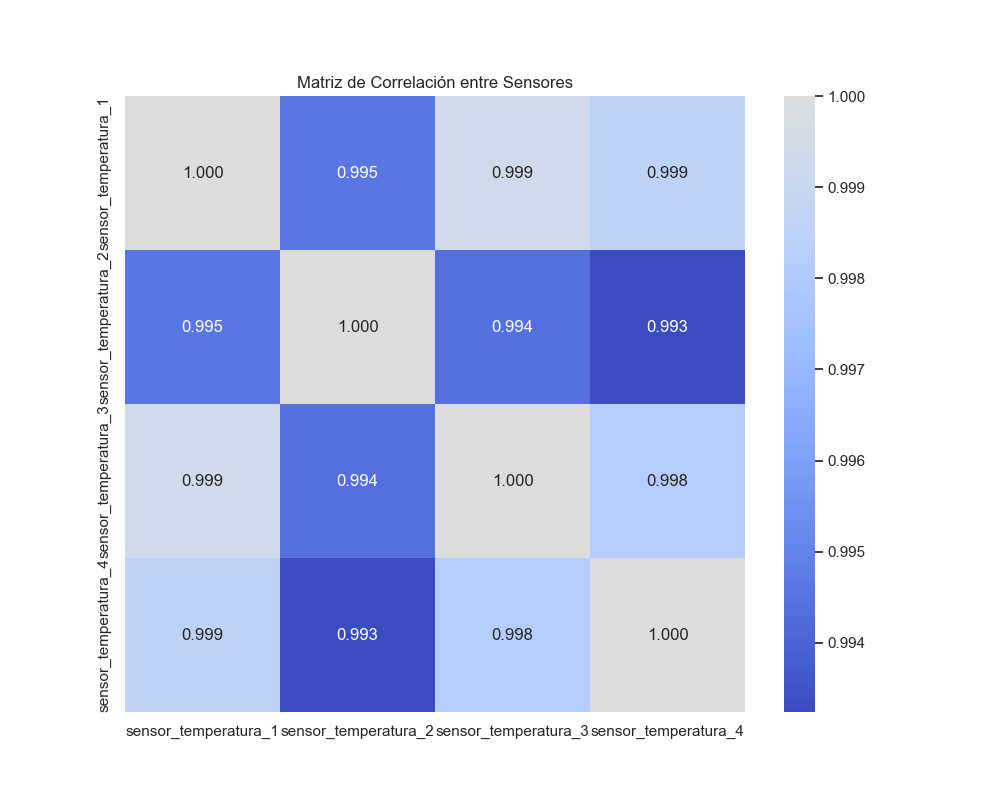 Matriz de Correlación entre Sensores
sensor_temperatura_1
1.000
0.995
0.999
0.999
sensor_temperatura_2
0.995
1.000
0.994
0.993
sensor_temperatura_3
0.999
0.994
1.000
0.998
sensor_temperatura_4
0.999
0.993
0.998
1.000
sensor_temperatura_1
sensor_temperatura_2
sensor_temperatura_3
sensor_temperatura_4
1.000
0.999
0.998
0.997
0.996
0.995
0.994